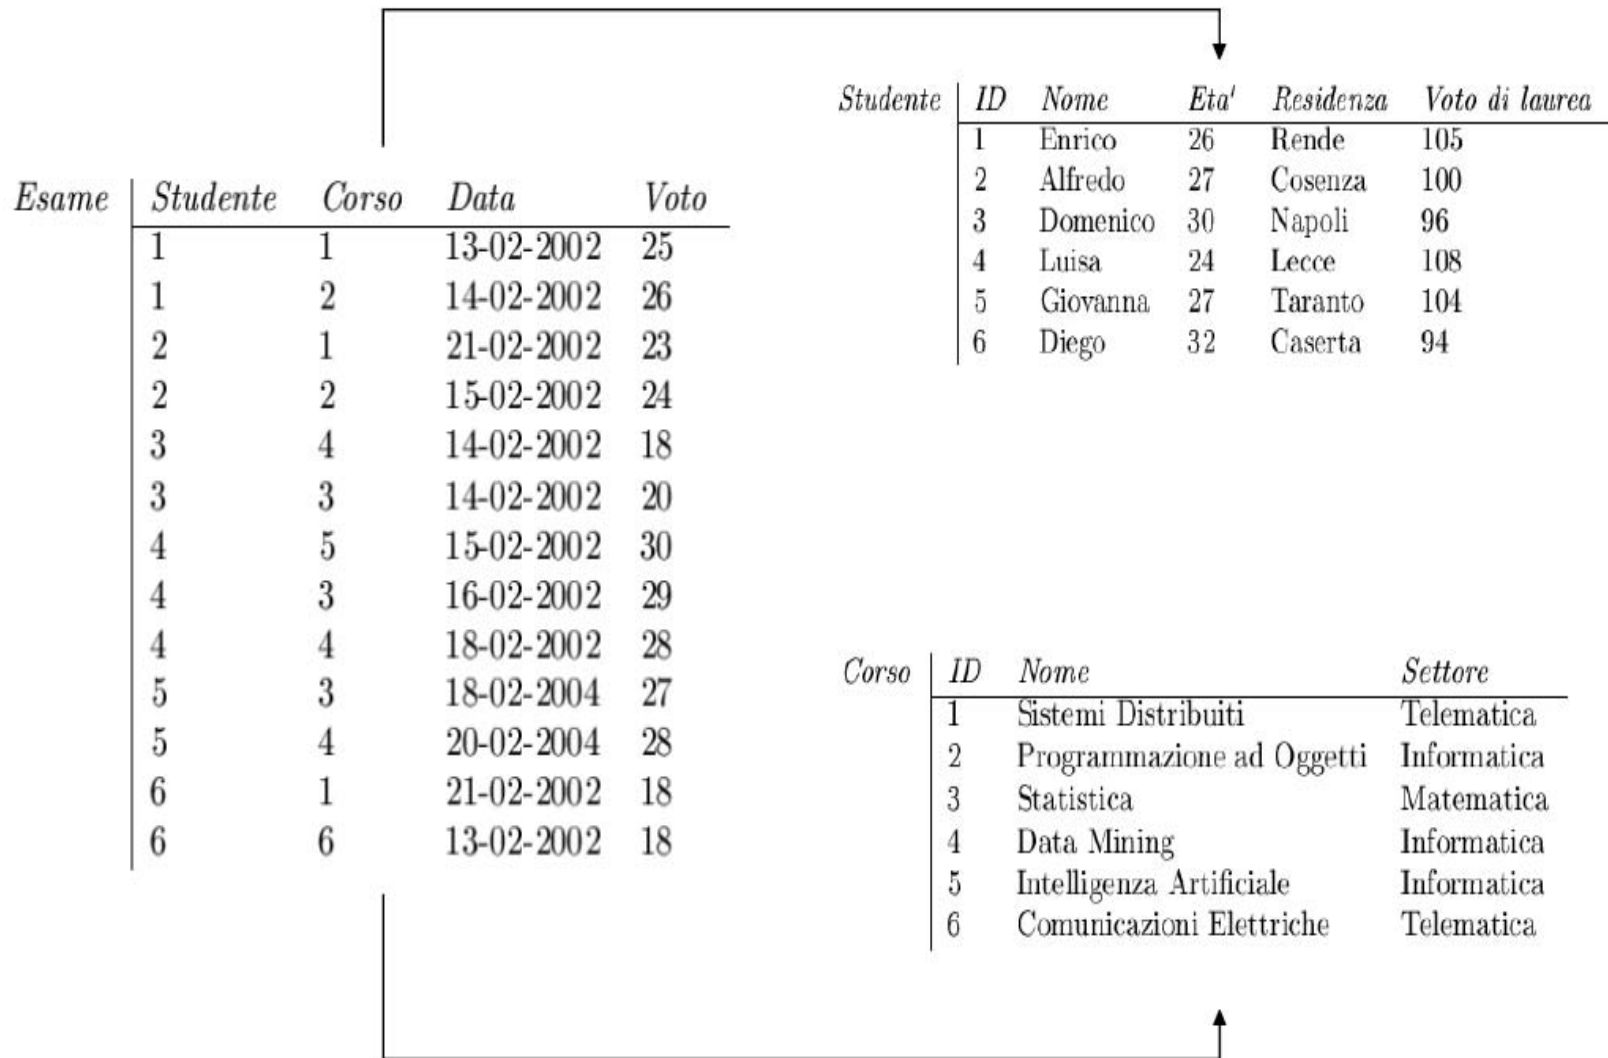 Esame Studente Corso Data Voto
1 1 13-02-2002 25
1 2 14-02-2002 26
2 1 21-02-2002 23
2 2 15-02-2002 24
3 4 14-02-2002 18
3 3 14-02-2002 20
4 5 15-02-2002 30
4 3 16-02-2002 29
4 4 18-02-2002 28
5 3 18-02-2004 27
5 4 20-02-2004 28
6 1 21-02-2002 18
6 6 13-02-2002 18
Studente ID Nome Eta' Residenza Voto di laurea
1 Enrico 26 Rende 105
2 Alfredo 27 Cosenza 100
3 Domenico 30 Napoli 96
4 Luisa 24 Lecce 108
5 Giovanna 27 Taranto 104
6 Diego 32 Caserta 94
Corso ID Nome Settore
1 Sistemi Distribuiti Telematica
2 Programmazione ad Oggetti Informatica
3 Statistica Matematica
4 Data Mining Informatica
5 Intelligenza Artificiale Informatica
6 Comunicazioni Elettriche Telematica